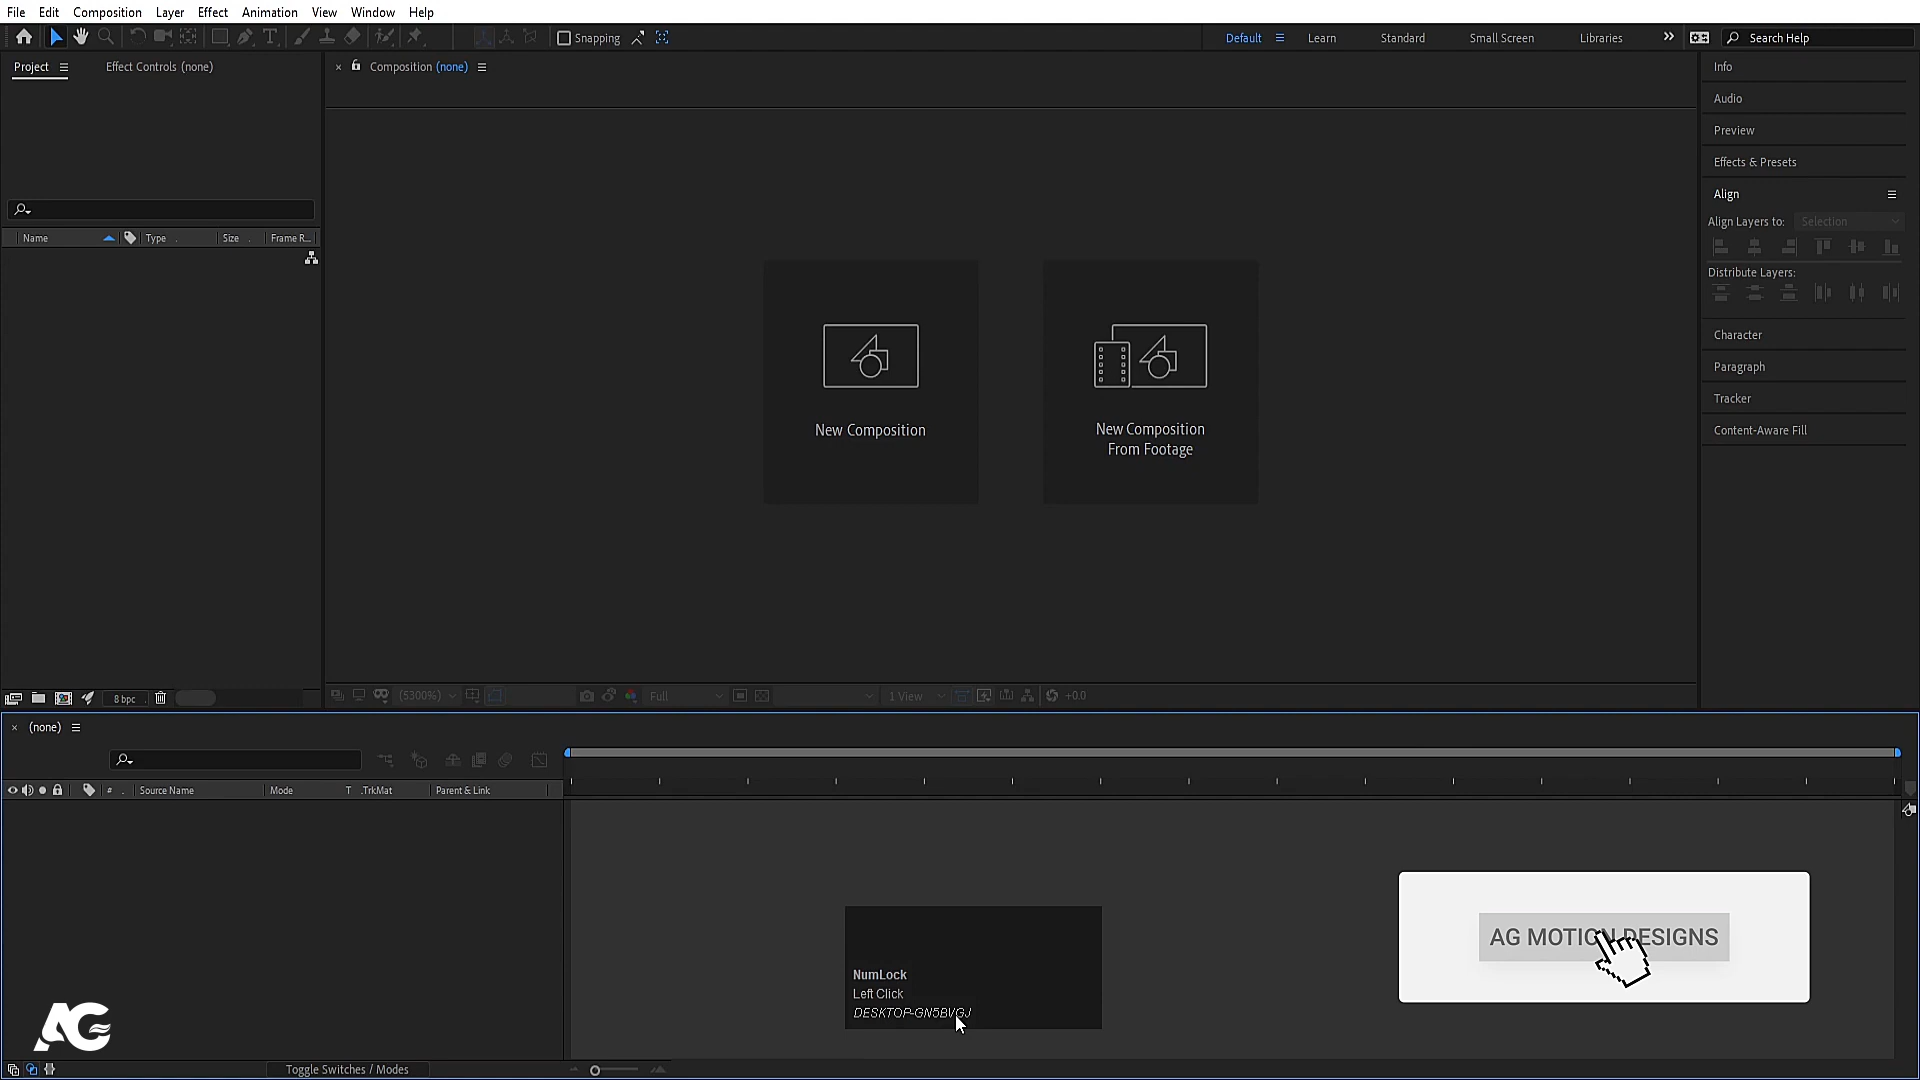 File Edit Composition Layer Effect Animation View Window Help
Snapping Default Learn Standard Small Screen Libraries Search Help
Project Effect Controls (none)
Composition (none)
Name Type Size Frame R...
New Composition
New Composition
From Footage
Info
Audio
Preview
Effects & Presets
Align
Align Layers to: Selection
Distribute Layers:
Character
Paragraph
Tracker
Content-Aware Fill
8 bpc
(5300%) Full 1 View +0.0
(none)
# Source Name Mode T .TrkMat Parent & Link
NumLock
Left Click
DESKTOP-GN5BVGJ
AG MOTION DESIGNS
AG
Toggle Switches / Modes